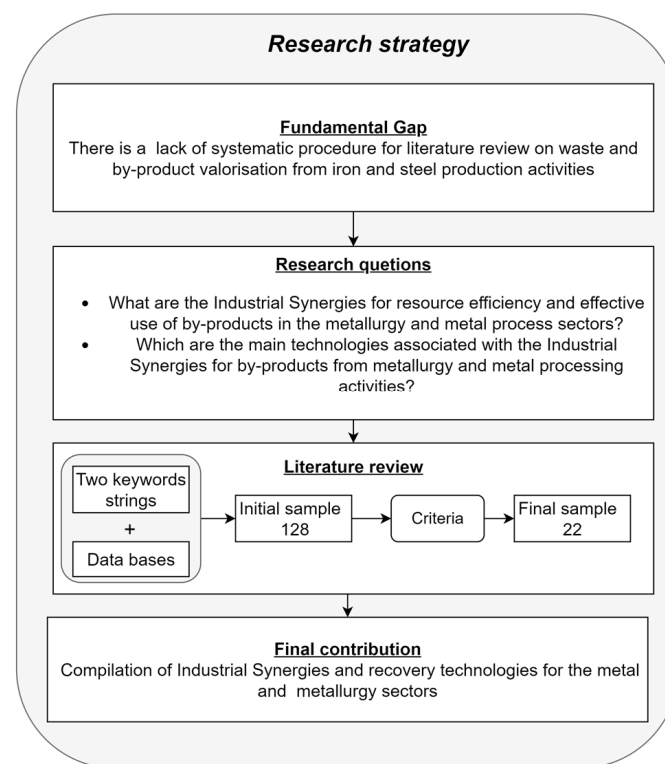 Research strategy
Fundamental Gap
There is a lack of systematic procedure for literature review on waste and
by-product valorisation from iron and steel production activities
Research quetions
• What are the Industrial Synergies for resource efficiency and effective
use of by-products in the metallurgy and metal process sectors?
• Which are the main technologies associated with the Industrial
Synergies for by-products from metallurgy and metal processing
activities?
Literature review
Two keywords
strings
+
Data bases
Initial sample
128
Criteria
Final sample
22
Final contribution
Compilation of Industrial Synergies and recovery technologies for the metal
and metallurgy sectors